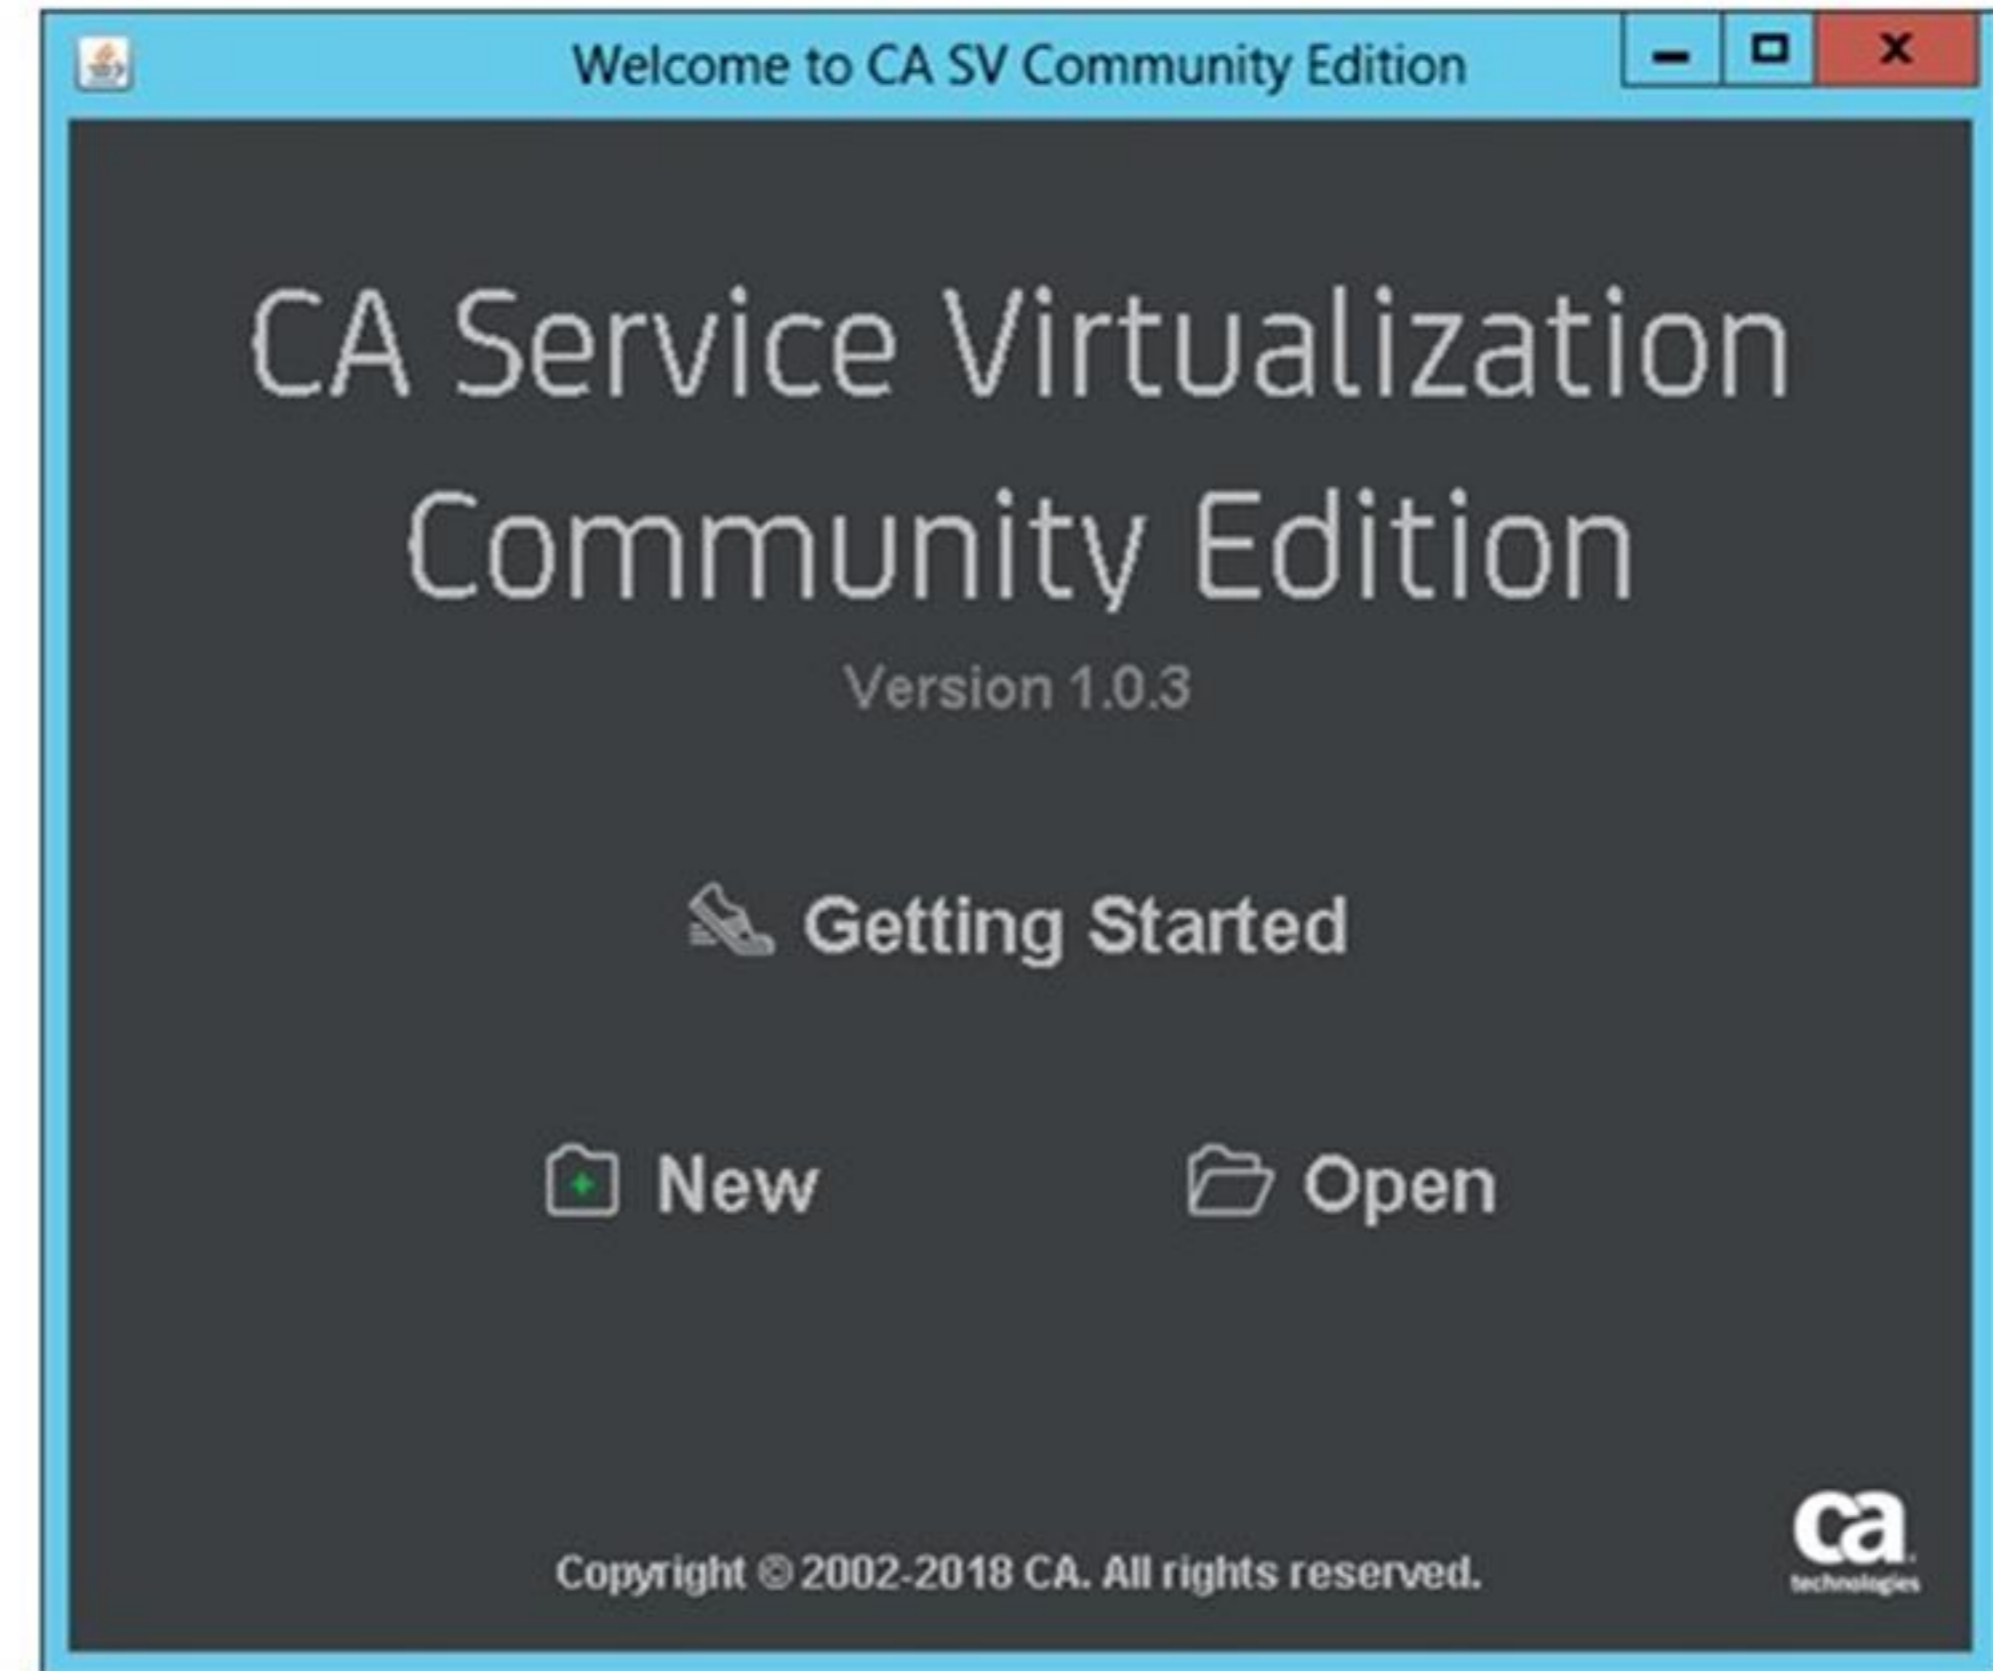 Welcome to CA SV Community Edition
CA Service Virtualization
Community Edition
Version 1.0.3
Getting Started
New
Open
Copyright © 2002-2018 CA. All rights reserved.
ca
technologies